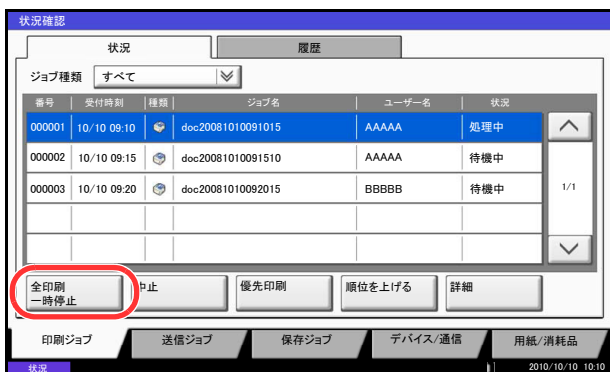 状況確認
状況 履歴
ジョブ種類 すべて
番号 受付時刻 種類 ジョブ名 ユーザー名 状況
000001 10/10 09:10 doc20081010091015 AAAAA 処理中
000002 10/10 09:15 doc20081010091510 AAAAA 待機中
000003 10/10 09:20 doc20081010092015 BBBBB 待機中
1/1
全印刷
一時停止
中止 優先印刷 順位を上げる 詳細
印刷ジョブ 送信ジョブ 保存ジョブ デバイス/通信 用紙/消耗品
状況 2010/10/10 10:10